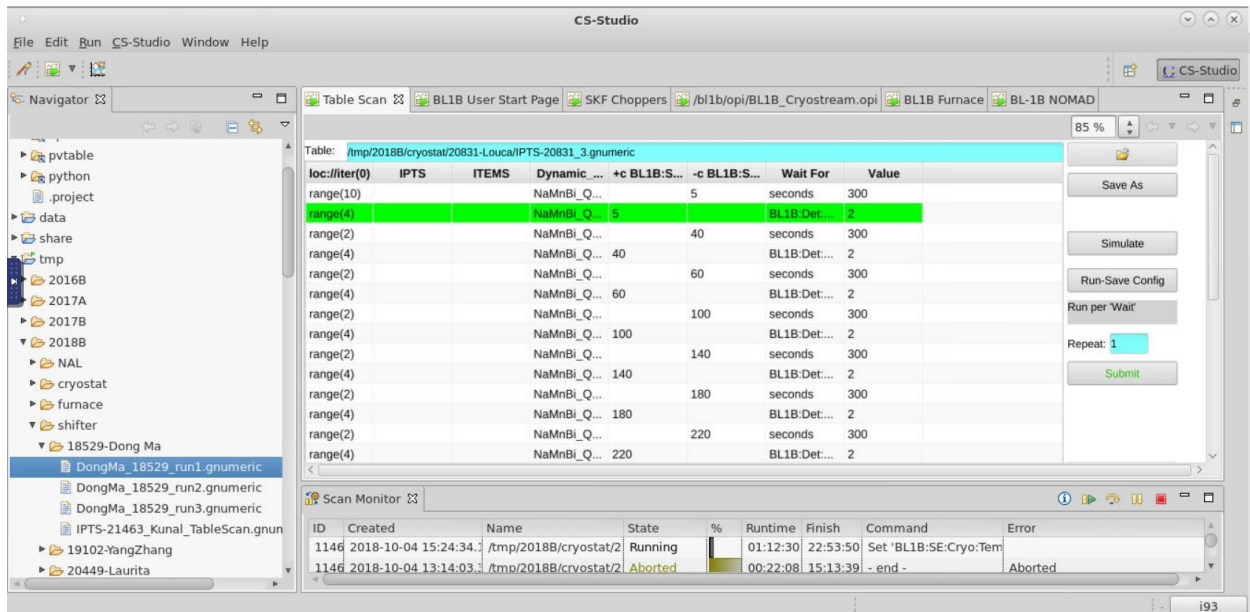 CS-Studio
File Edit Run CS-Studio Window Help
CS-Studio
Navigator
Table Scan BL1B User Start Page SKF Choppers /bl1b/opi/BL1B_Cryostream.opi BL1B Furnace BL-1B NOMAD
85 %
pvtable
python
.project
data
share
tmp
2016B
2017A
2017B
2018B
NAL
cryostat
furnace
shifter
18529-Dong Ma
DongMa_18529_run1.gnumeric
DongMa_18529_run2.gnumeric
DongMa_18529_run3.gnumeric
IPTS-21463_Kunal_TableScan.gnun
19102-YangZhang
20449-Laurita
Table: /tmp/2018B/cryostat/20831-Louca/IPTS-20831_3.gnumeric
loc://iter(0) IPTS ITEMS Dynamic_... +c BL1B:S... -c BL1B:S... Wait For Value
range(10) NaMnBi_Q... 5 seconds 300
range(4) NaMnBi_Q... 5 BL1B:Det:... 2
range(2) NaMnBi_Q... 40 seconds 300
range(4) NaMnBi_Q... 40 BL1B:Det:... 2
range(2) NaMnBi_Q... 60 seconds 300
range(4) NaMnBi_Q... 60 BL1B:Det:... 2
range(2) NaMnBi_Q... 100 seconds 300
range(4) NaMnBi_Q... 100 BL1B:Det:... 2
range(2) NaMnBi_Q... 140 seconds 300
range(4) NaMnBi_Q... 140 BL1B:Det:... 2
range(2) NaMnBi_Q... 180 seconds 300
range(4) NaMnBi_Q... 180 BL1B:Det:... 2
range(2) NaMnBi_Q... 220 seconds 300
range(4) NaMnBi_Q... 220 BL1B:Det:... 2
Save As
Simulate
Run-Save Config
Run per 'Wait'
Repeat: 1
Submit
Scan Monitor
ID Created Name State % Runtime Finish Command Error
1146 2018-10-04 15:24:34. /tmp/2018B/cryostat/2 Running 01:12:30 22:53:50 Set 'BL1B:SE:Cryo:Tem
1146 2018-10-04 13:14:03. /tmp/2018B/cryostat/2 Aborted 00:22:08 15:13:39 - end - Aborted
i93